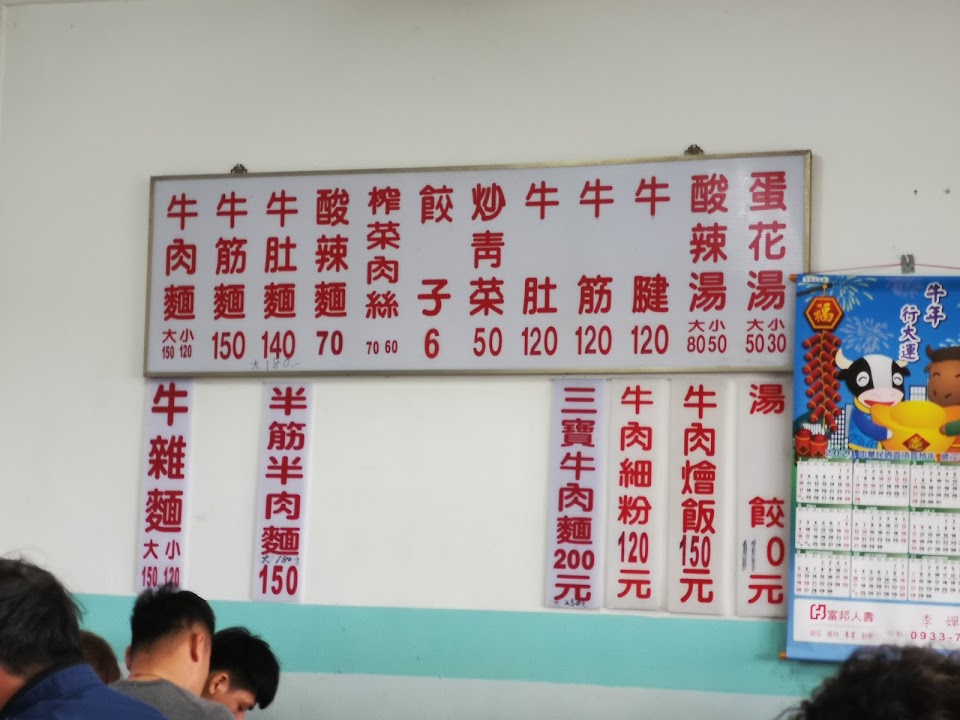 牛肉麵 大150 小120
牛筋麵 150
牛肚麵 140
大180.-
酸辣麵 70
榨菜肉絲 70 60
餃子 6
炒青菜 50
牛肚 120
牛筋 120
牛腱 120
酸辣湯 大80 小50
蛋花湯 大50 小30
牛雜麵 大150 小120
半筋半肉麵 150
三寶牛肉麵 200元
牛肉細粉 120元
牛肉燴飯 150元
福
牛年
行大運
富邦人壽
0933-7